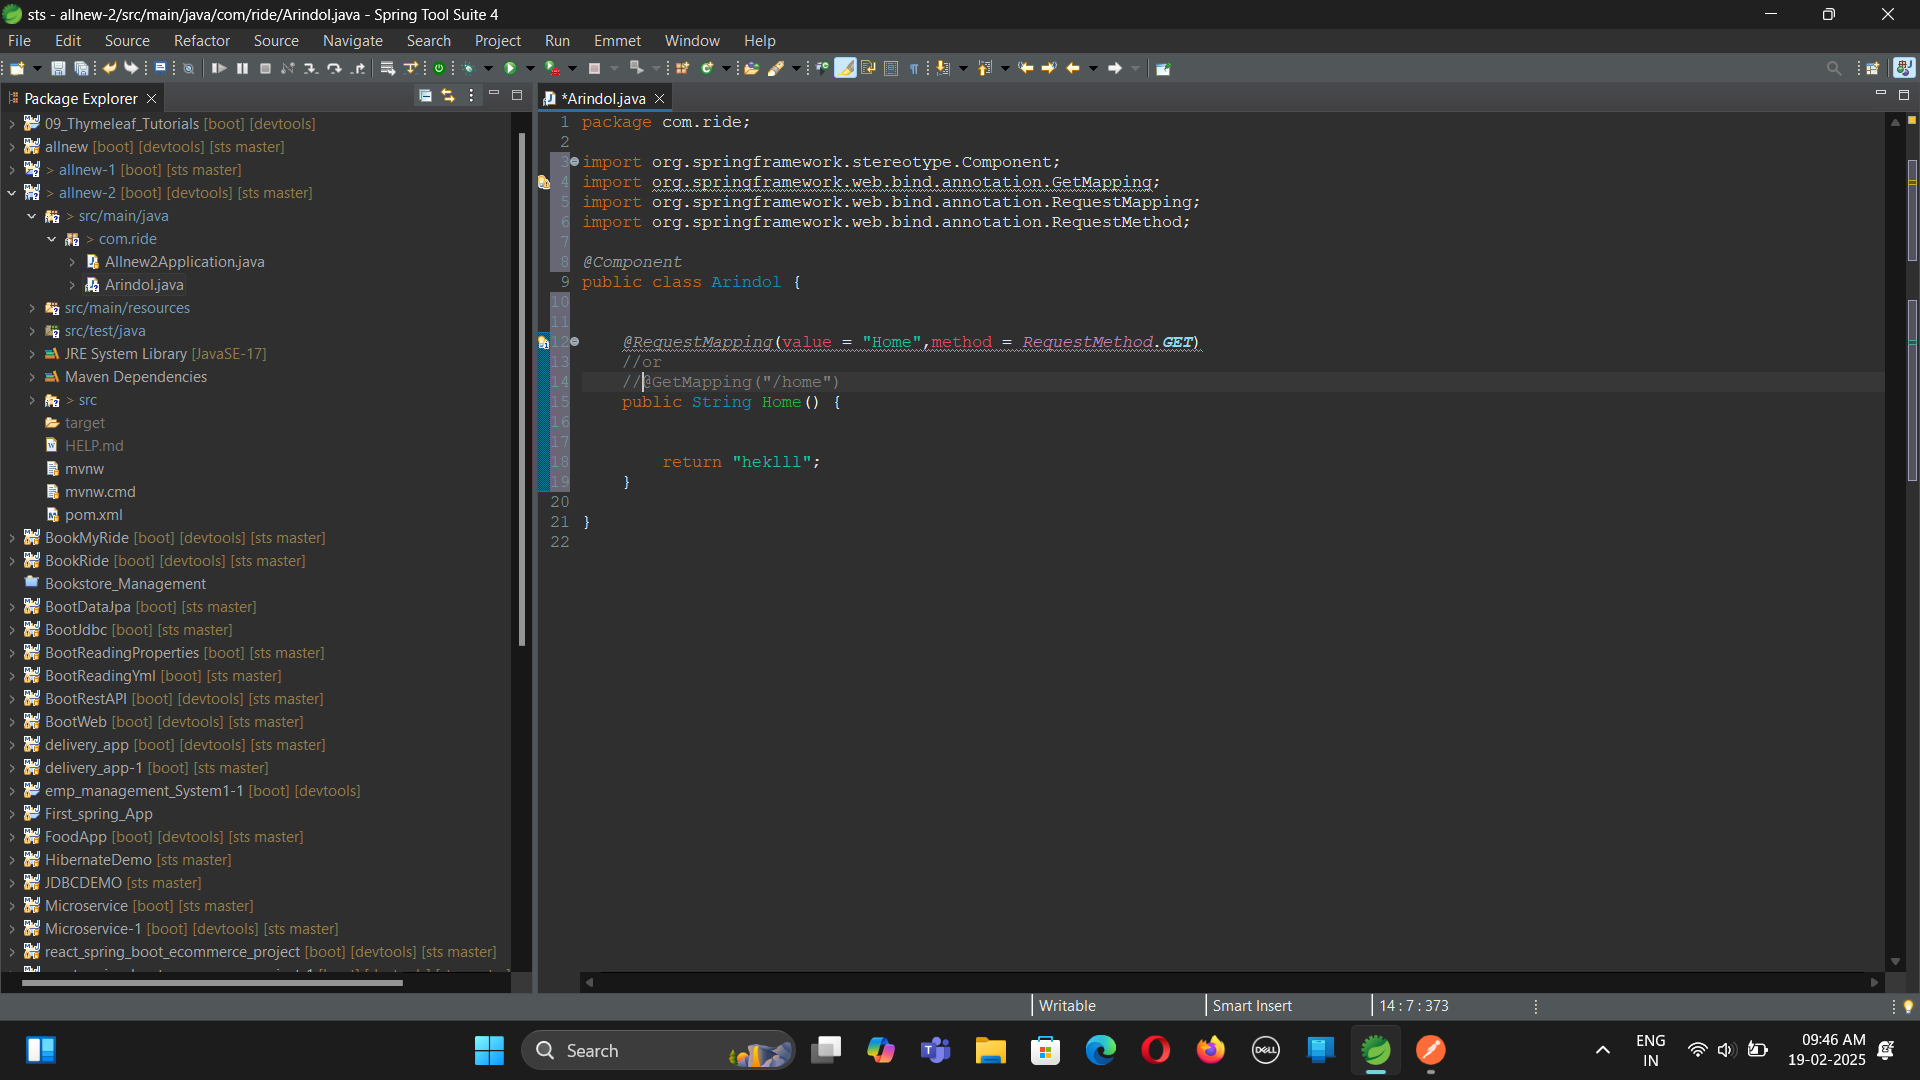 sts - allnew-2/src/main/java/com/ride/Arindol.java - Spring Tool Suite 4
File Edit Source Refactor Source Navigate Search Project Run Emmet Window Help
Package Explorer
09_Thymeleaf_Tutorials [boot] [devtools]
allnew [boot] [devtools] [sts master]
> allnew-1 [boot] [sts master]
> allnew-2 [boot] [devtools] [sts master]
> src/main/java
> com.ride
Allnew2Application.java
Arindol.java
src/main/resources
src/test/java
JRE System Library [JavaSE-17]
Maven Dependencies
> src
target
HELP.md
mvnw
mvnw.cmd
pom.xml
BookMyRide [boot] [devtools] [sts master]
BookRide [boot] [devtools] [sts master]
Bookstore_Management
BootDataJpa [boot] [sts master]
BootJdbc [boot] [sts master]
BootReadingProperties [boot] [sts master]
BootReadingYml [boot] [sts master]
BootRestAPI [boot] [devtools] [sts master]
BootWeb [boot] [devtools] [sts master]
delivery_app [boot] [devtools] [sts master]
delivery_app-1 [boot] [sts master]
emp_management_System1-1 [boot] [devtools]
First_spring_App
FoodApp [boot] [devtools] [sts master]
HibernateDemo [sts master]
JDBCDEMO [sts master]
Microservice [boot] [sts master]
Microservice-1 [boot] [devtools] [sts master]
react_spring_boot_ecommerce_project [boot] [devtools] [sts master]
*Arindol.java
1 package com.ride;
2
3 import org.springframework.stereotype.Component;
4 import org.springframework.web.bind.annotation.GetMapping;
5 import org.springframework.web.bind.annotation.RequestMapping;
6 import org.springframework.web.bind.annotation.RequestMethod;
7
8 @Component
9 public class Arindol {
10
11
12 @RequestMapping(value = "Home",method = RequestMethod.GET)
13 //or
14 //@GetMapping("/home")
15 public String Home() {
16
17
18 return "heklll";
19 }
20
21 }
22
Writable Smart Insert 14 : 7 : 373
Search
DELL
ENG
IN
09:46 AM
19-02-2025